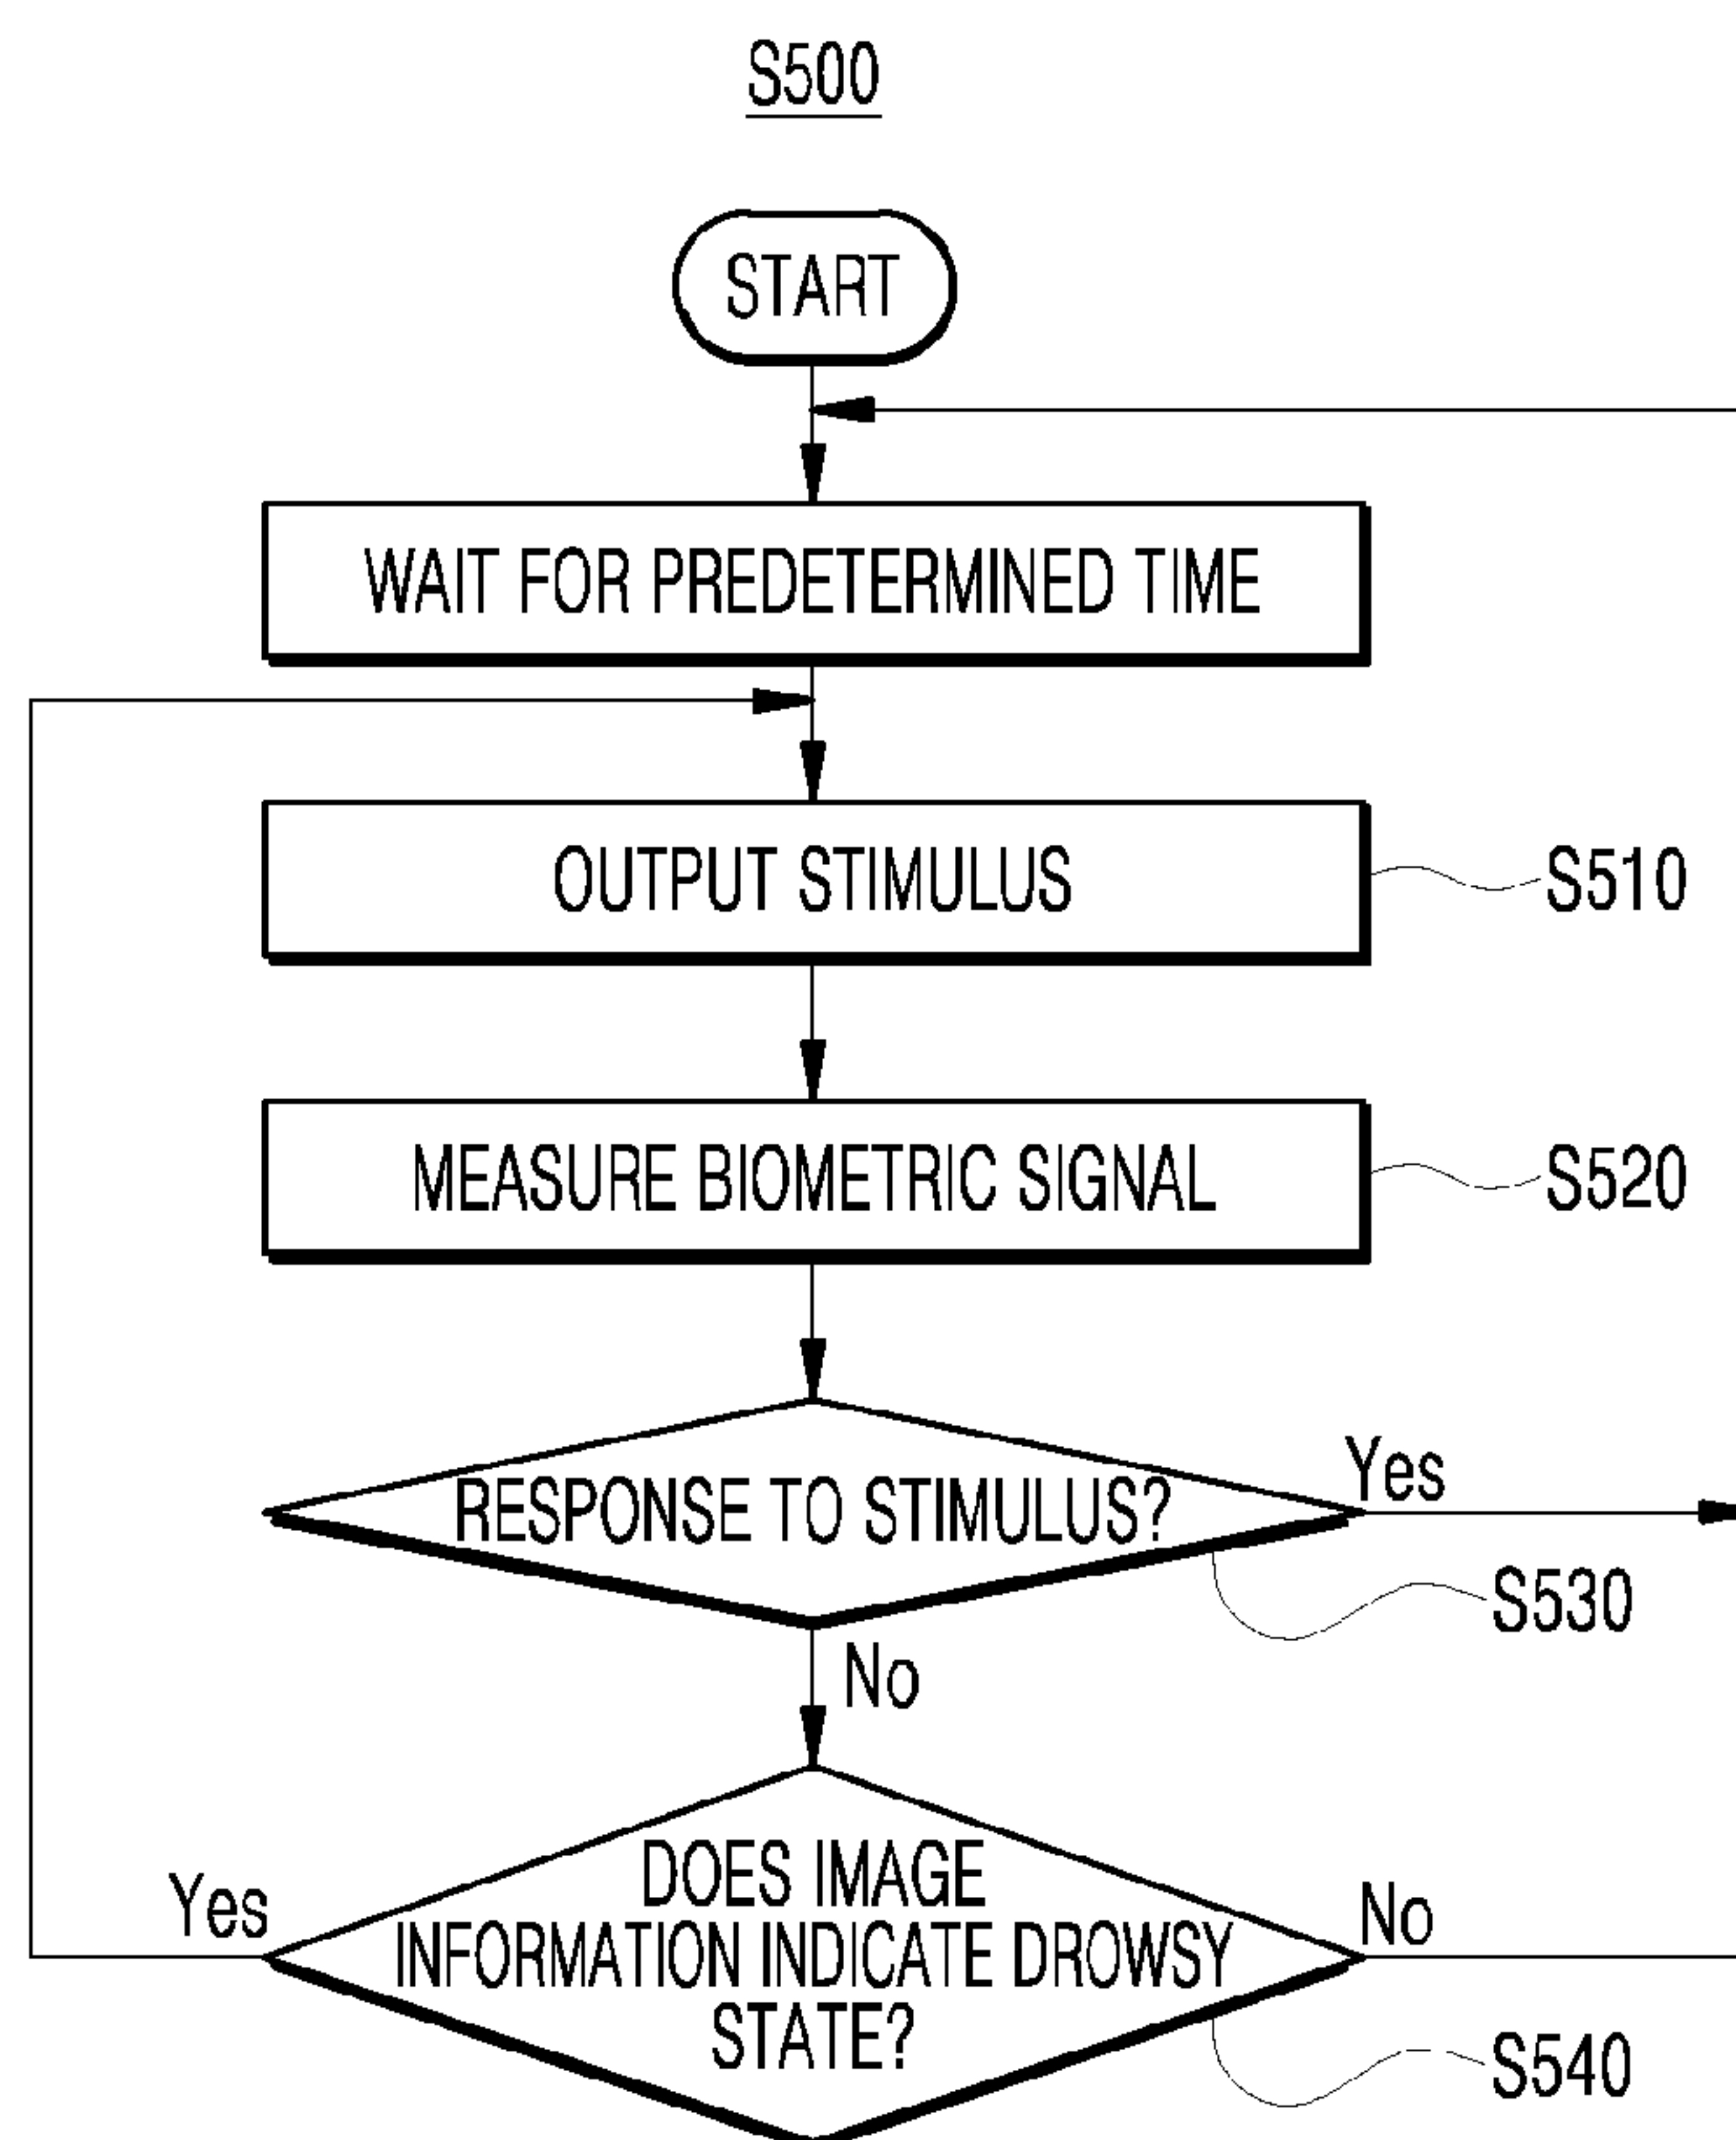 S500
START
WAIT FOR PREDETERMINED TIME
OUTPUT STIMULUS
S510
MEASURE BIOMETRIC SIGNAL
S520
RESPONSE TO STIMULUS?
Yes
S530
No
DOES IMAGE
INFORMATION INDICATE DROWSY
STATE?
Yes
No
S540